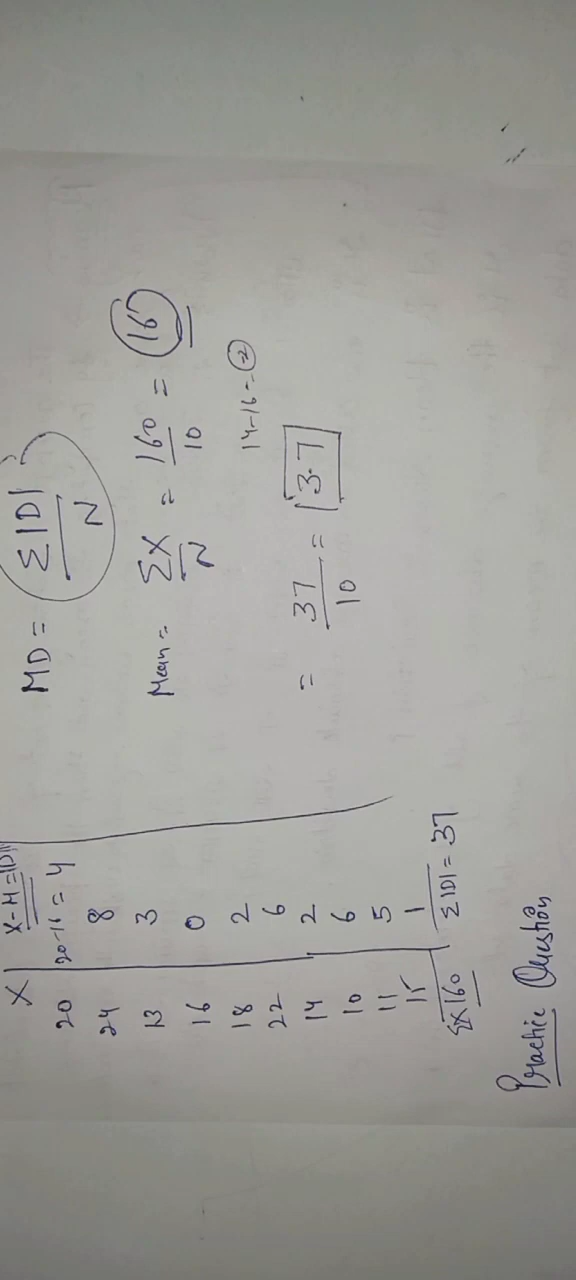 X | X-M=|D|
20 | 20-16=4
24 | 8
13 | 3
16 | 0
18 | 2
22 | 6
14 | 2
10 | 6
11 | 5
15 | 1
ΣX160 | Σ|D|=37
MD = Σ|D|/N
Mean = ΣX/N = 160/10 = 16
14-16=2
= 37/10 = 3.7
Practice Question